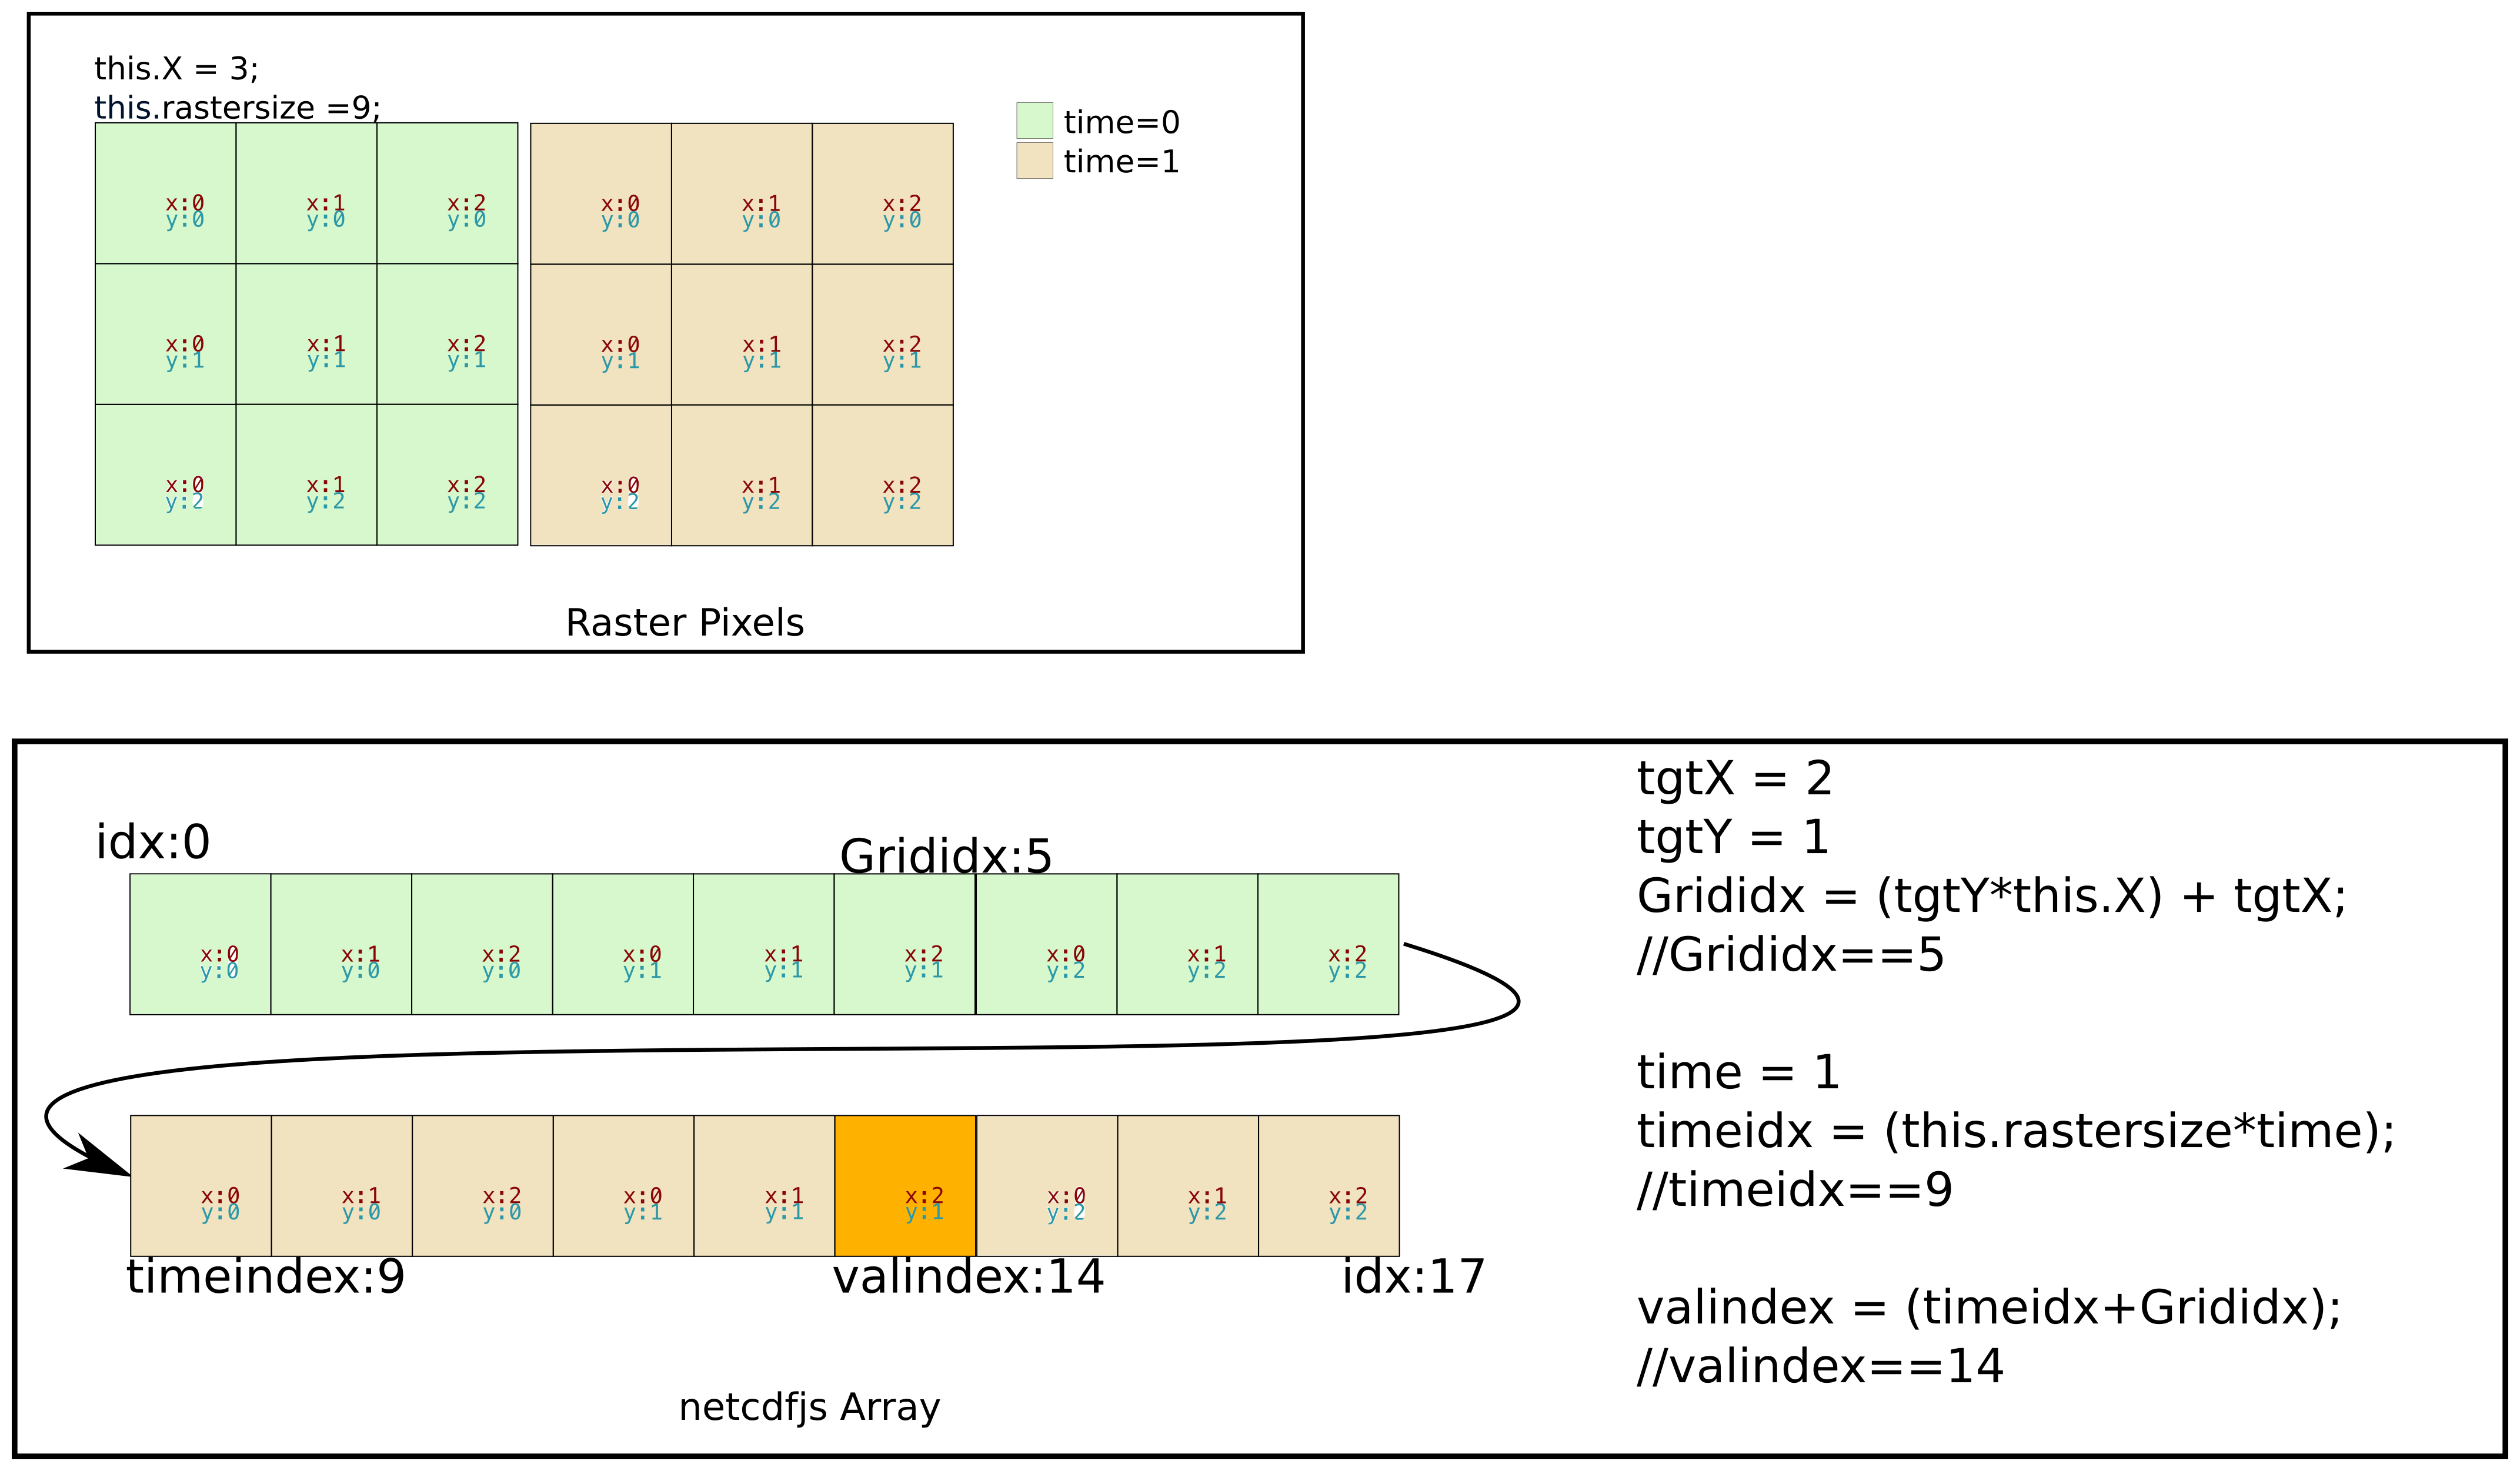 this.X = 3;
this.rastersize =9;
time=0
time=1
x:0 x:1 x:2 x:0 x:1 x:2
y:0 y:0 y:0 y:0 y:0 y:0
x:0 x:1 x:2 x:0 x:1 x:2
y:1 y:1 y:1 y:1 y:1 y:1
x:0 x:1 x:2 x:0 x:1 x:2
y:2 y:2 y:2 y:2 y:2 y:2
Raster Pixels
idx:0
Grididx:5
x:0 x:1 x:2 x:0 x:1 x:2 x:0 x:1 x:2
y:0 y:0 y:0 y:1 y:1 y:1 y:2 y:2 y:2
x:0 x:1 x:2 x:0 x:1 x:2 x:0 x:1 x:2
y:0 y:0 y:0 y:1 y:1 y:1 y:2 y:2 y:2
timeindex:9 valindex:14 idx:17
netcdfjs Array
tgtX = 2
tgtY = 1
Grididx = (tgtY*this.X) + tgtX;
//Grididx==5
time = 1
timeidx = (this.rastersize*time);
//timeidx==9
valindex = (timeidx+Grididx);
//valindex==14